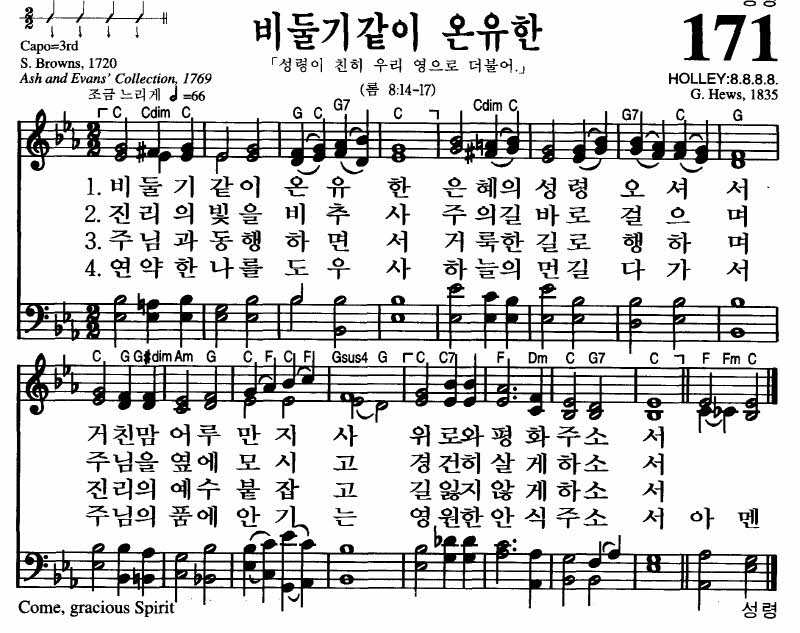 성령
비둘기같이 온유한
171
Capo=3rd
「성령이 친히 우리 영으로 더불어.」
S. Browns, 1720
HOLLEY:8.8.8.8.
Ash and Evans' Collection, 1769
(롬 8:14-17)
G. Hews, 1835
조금 느리게 =66
C Cdim C G C G7 C Cdim C G7 C G
1. 비 둘 기 같 이 온 유 한 은 혜의 성 령 오 셔 서
2. 진 리 의 빛 을 비 추 사 주 의길 바 로 걸 으 며
3. 주 님 과 동 행 하 면 서 거 룩한 길 로 행 하 며
4. 연 약 한 나 를 도 우 사 하 늘의 먼 길 다 가 서
C G G#dim Am G C F C F Gsus4 G C C7 F Dm C G7 C F Fm C
거 친맘 어 루 만 지 사 위 로와 평 화 주 소 서
주 님을 옆 에 모 시 고 경 건히 살 게 하 소 서
진 리의 예 수 붙 잡 고 길 잃지 않 게 하 소 서
주 님의 품 에 안 기 는 영 원한 안 식 주 소 서 아 멘
Come, gracious Spirit
성령